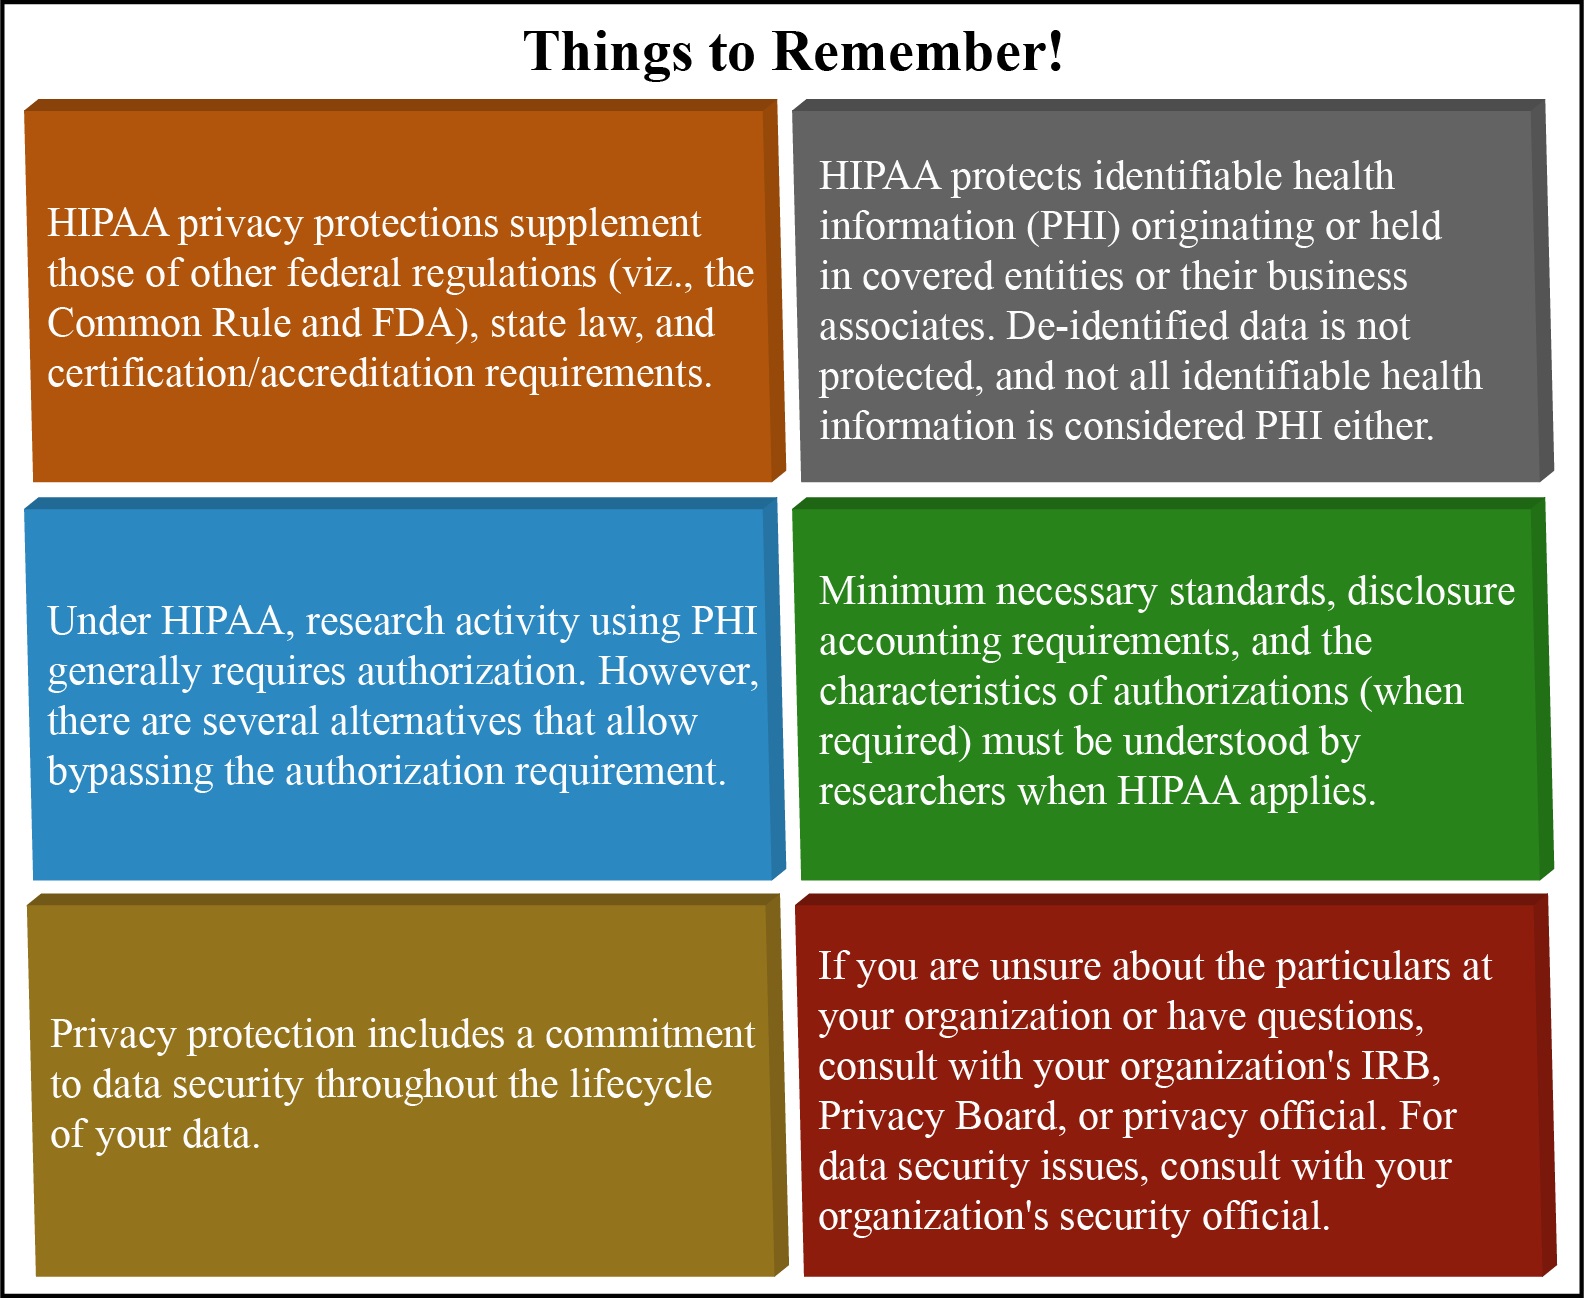 Things to Remember!
HIPAA privacy protections supplement
those of other federal regulations (viz., the
Common Rule and FDA), state law, and
certification/accreditation requirements.
HIPAA protects identifiable health
information (PHI) originating or held
in covered entities or their business
associates. De-identified data is not
protected, and not all identifiable health
information is considered PHI either.
Under HIPAA, research activity using PHI
generally requires authorization. However,
there are several alternatives that allow
bypassing the authorization requirement.
Minimum necessary standards, disclosure
accounting requirements, and the
characteristics of authorizations (when
required) must be understood by
researchers when HIPAA applies.
Privacy protection includes a commitment
to data security throughout the lifecycle
of your data.
If you are unsure about the particulars at
your organization or have questions,
consult with your organization's IRB,
Privacy Board, or privacy official. For
data security issues, consult with your
organization's security official.